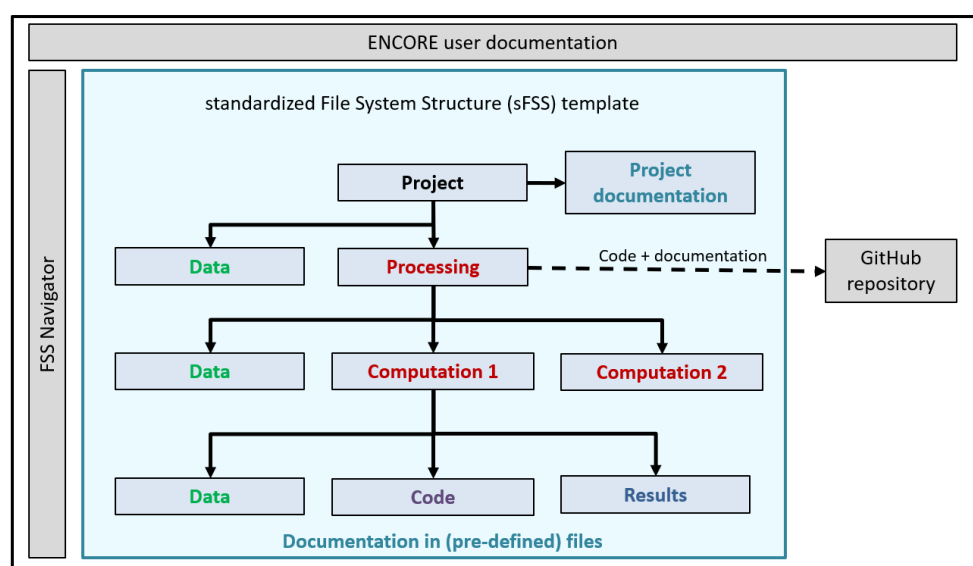 ENCORE user documentation
FSS Navigator
standardized File System Structure (sFSS) template
Project
Project
documentation
Data
Processing
Code + documentation
GitHub
repository
Data
Computation 1
Computation 2
Data
Code
Results
Documentation in (pre-defined) files